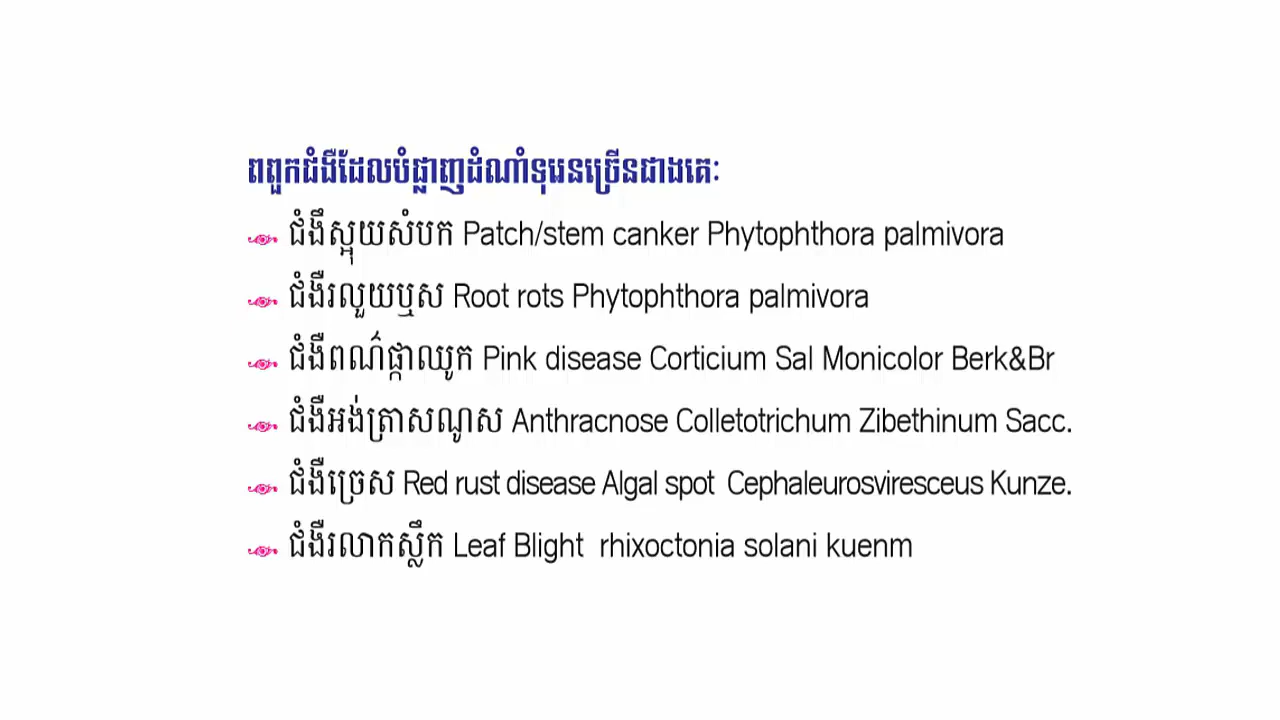 ពពួកជំងឺដែលបំផ្លាញដំណាំទុរេនច្រើនជាងគេៈ
ជំងឺស្អុយសំបក Patch/stem canker Phytophthora palmivora
ជំងឺរលួយឬស Root rots Phytophthora palmivora
ជំងឺពណ៌ផ្កាឈូក Pink disease Corticium Sal Monicolor Berk&Br
ជំងឺអង់ត្រាសណូស Anthracnose Colletotrichum Zibethinum Sacc.
ជំងឺច្រេស Red rust disease Algal spot Cephaleurosviresceus Kunze.
ជំងឺរលាកស្លឹក Leaf Blight rhixoctonia solani kuenm